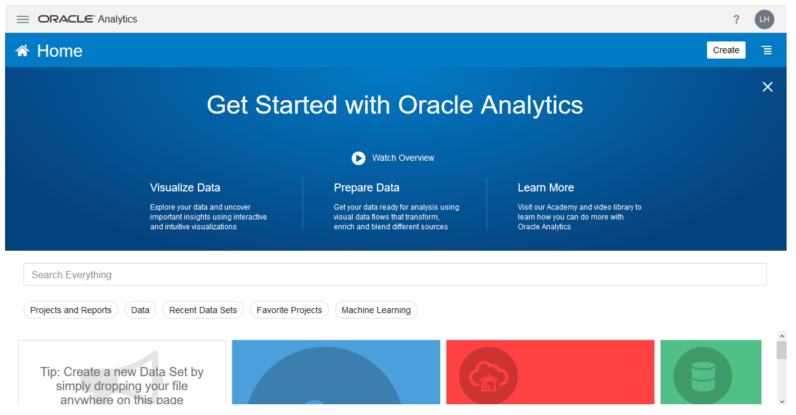 ORACLE Analytics
? LH
Home
Create
Get Started with Oracle Analytics
Watch Overview
Visualize Data
Explore your data and uncover
important insights using interactive
and intuitive visualizations
Prepare Data
Get your data ready for analysis using
visual data flows that transform,
enrich and blend different sources
Learn More
Visit our Academy and video library to
learn how you can do more with
Oracle Analytics
Search Everything
Projects and Reports
Data
Recent Data Sets
Favorite Projects
Machine Learning
Tip: Create a new Data Set by
simply dropping your file
anywhere on this page